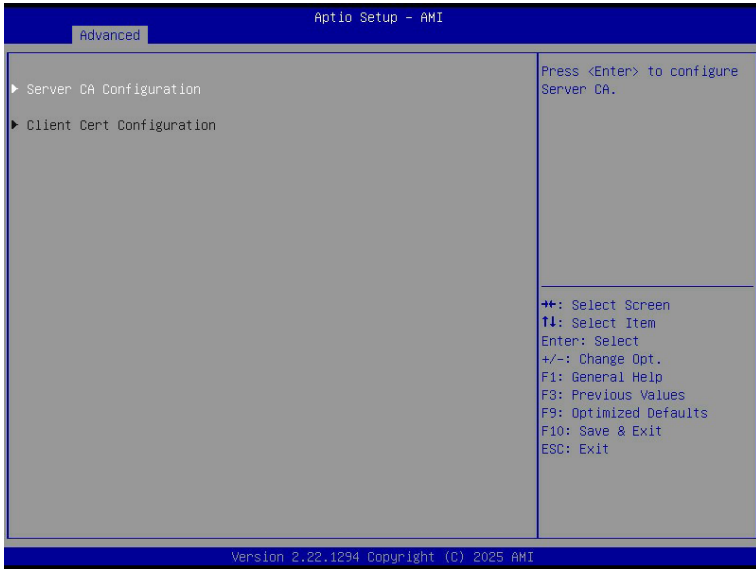 Aptio Setup – AMI
Advanced
▶ Server CA Configuration
▶ Client Cert Configuration
Press <Enter> to configure
Server CA.
→←: Select Screen
↑↓: Select Item
Enter: Select
+/-: Change Opt.
F1: General Help
F3: Previous Values
F9: Optimized Defaults
F10: Save & Exit
ESC: Exit
Version 2.22.1294 Copyright (C) 2025 AMI